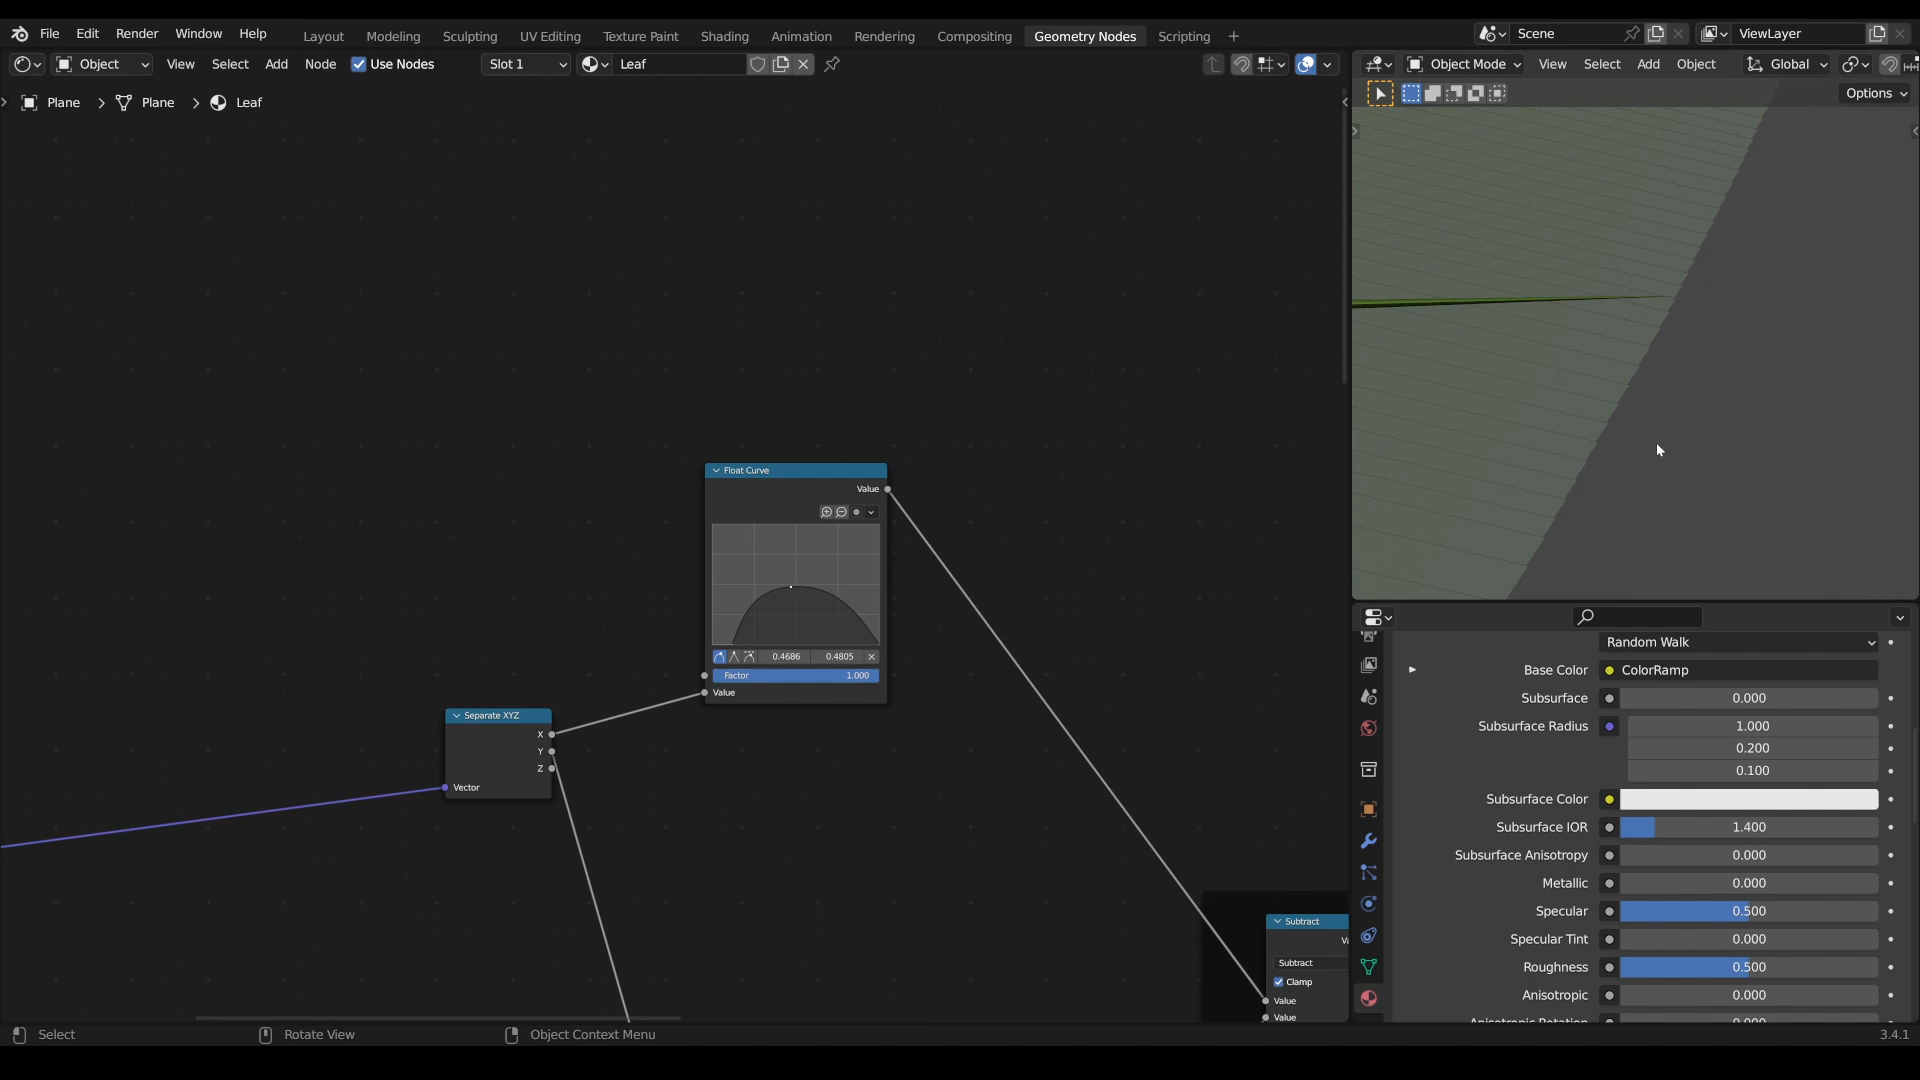 File Edit Render Window Help Layout Modeling Sculpting UV Editing Texture Paint Shading Animation Rendering Compositing Geometry Nodes Scripting + Scene ViewLayer
Object View Select Add Node Use Nodes Slot 1 Leaf Object Mode View Select Add Object Global
Options
Plane > Plane > Leaf
Float Curve
Value
0.4686 0.4805
Factor 1.000
Value
Separate XYZ
X
Y
Z
Vector
Subtract
Subtract
Clamp
Value
Value
Random Walk
Base Color ColorRamp
Subsurface 0.000
Subsurface Radius 1.000
0.200
0.100
Subsurface Color
Subsurface IOR 1.400
Subsurface Anisotropy 0.000
Metallic 0.000
Specular 0.500
Specular Tint 0.000
Roughness 0.500
Anisotropic 0.000
Select Rotate View Object Context Menu 3.4.1